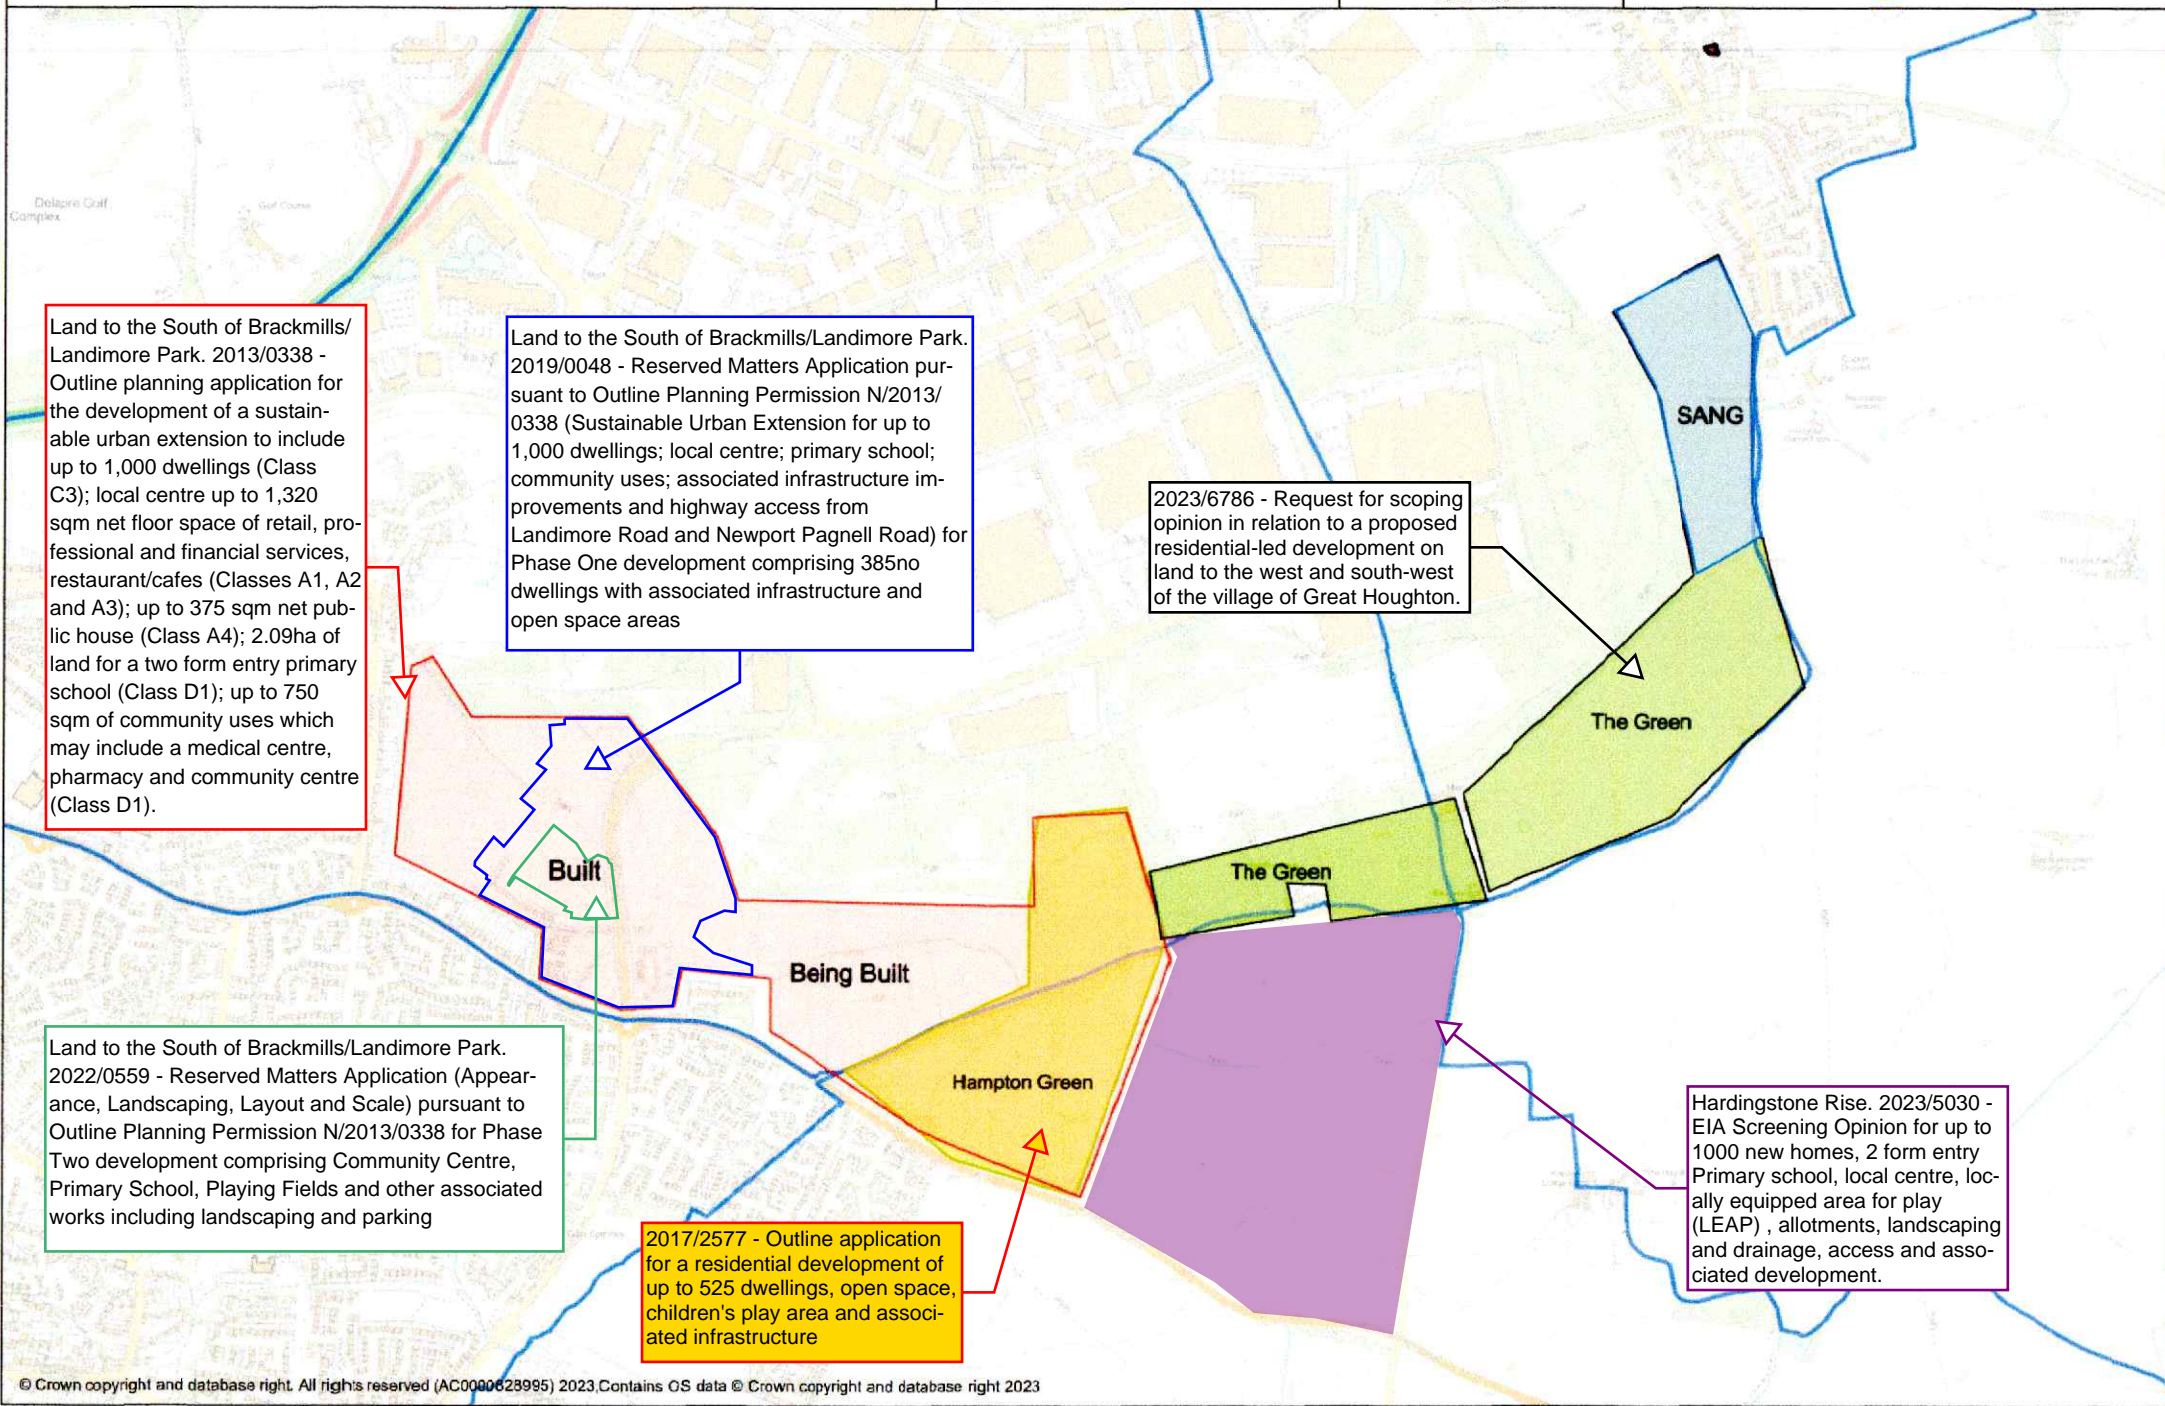 Delapre Golf
Complex
Golf Course
Land to the South of Brackmills/
Landimore Park. 2013/0338 -
Outline planning application for
the development of a sustain-
able urban extension to include
up to 1,000 dwellings (Class
C3); local centre up to 1,320
sqm net floor space of retail, pro-
fessional and financial services,
restaurant/cafes (Classes A1, A2
and A3); up to 375 sqm net pub-
lic house (Class A4); 2.09ha of
land for a two form entry primary
school (Class D1); up to 750
sqm of community uses which
may include a medical centre,
pharmacy and community centre
(Class D1).
Land to the South of Brackmills/Landimore Park.
2019/0048 - Reserved Matters Application pur-
suant to Outline Planning Permission N/2013/
0338 (Sustainable Urban Extension for up to
1,000 dwellings; local centre; primary school;
community uses; associated infrastructure im-
provements and highway access from
Landimore Road and Newport Pagnell Road) for
Phase One development comprising 385no
dwellings with associated infrastructure and
open space areas
2023/6786 - Request for scoping
opinion in relation to a proposed
residential-led development on
land to the west and south-west
of the village of Great Houghton.
SANG
The Green
The Green
Built
Being Built
Hampton Green
Land to the South of Brackmills/Landimore Park.
2022/0559 - Reserved Matters Application (Appear-
ance, Landscaping, Layout and Scale) pursuant to
Outline Planning Permission N/2013/0338 for Phase
Two development comprising Community Centre,
Primary School, Playing Fields and other associated
works including landscaping and parking
2017/2577 - Outline application
for a residential development of
up to 525 dwellings, open space,
children's play area and associ-
ated infrastructure
Hardingstone Rise. 2023/5030 -
EIA Screening Opinion for up to
1000 new homes, 2 form entry
Primary school, local centre, loc-
ally equipped area for play
(LEAP) , allotments, landscaping
and drainage, access and asso-
ciated development.
© Crown copyright and database right. All rights reserved (AC0000828995) 2023,Contains OS data © Crown copyright and database right 2023